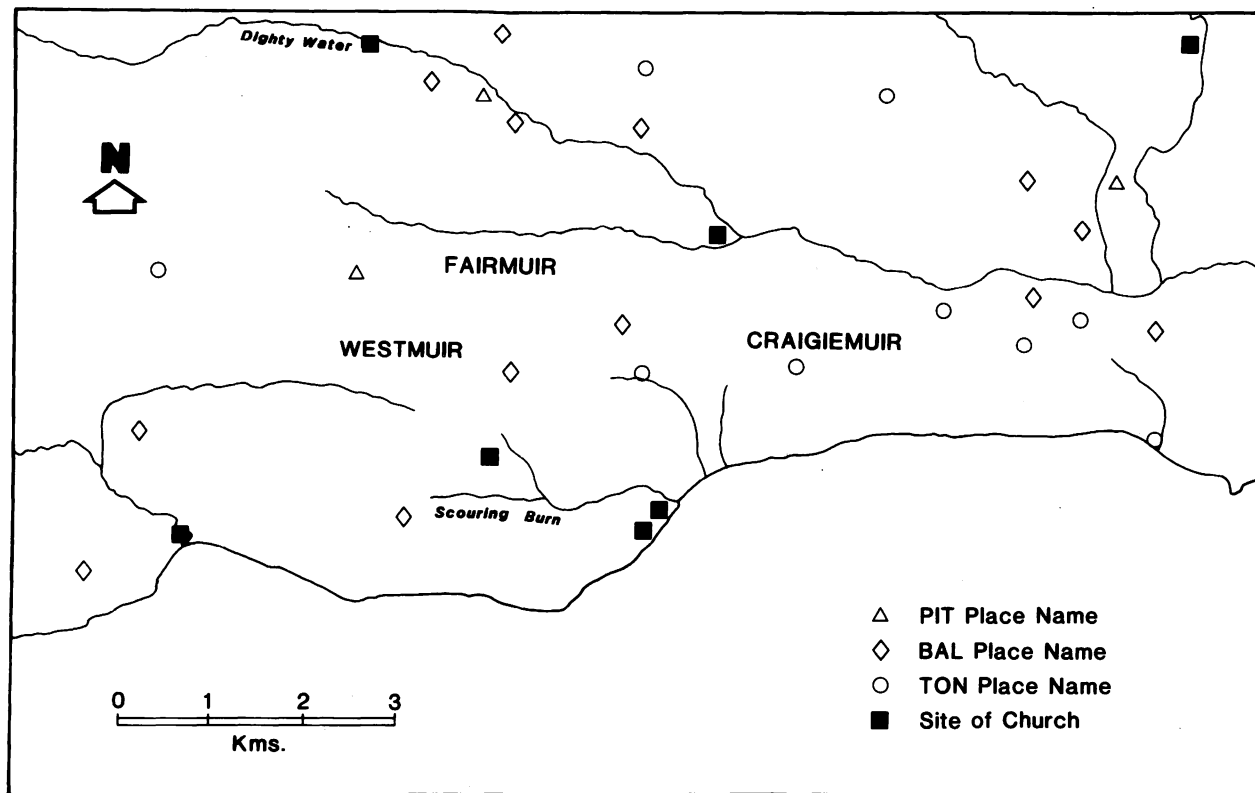 Dighty Water
N
FAIRMUIR
WESTMUIR
CRAIGIEMUIR
Scouring Burn
PIT Place Name
BAL Place Name
TON Place Name
Site of Church
0 1 2 3
Kms.